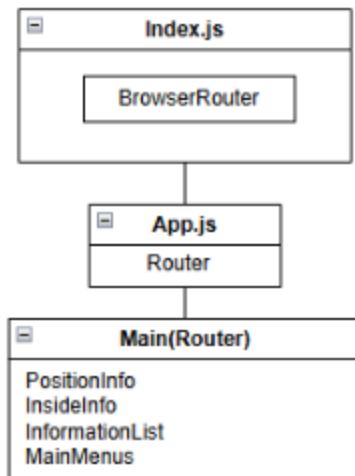 Index.js
BrowserRouter
App.js
Router
Main(Router)
PositionInfo
InsideInfo
InformationList
MainMenus